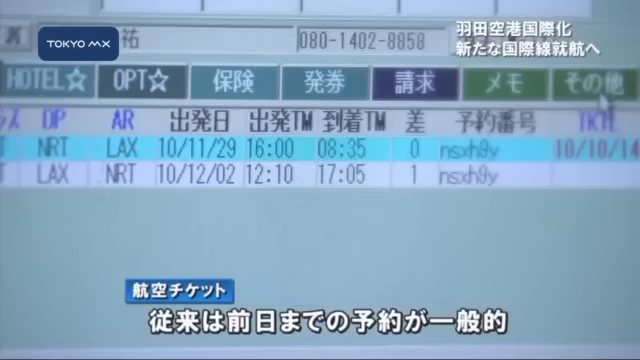 TOKYO MX
祐
080-1402-8858
羽田空港国際化
新たな国際線就航へ
HOTEL☆ OPT☆ 保険 発券 請求 メモ その他
DP AR 出発日 出発TM 到着TM 差 予約番号 TKTL
NRT LAX 10/11/29 16:00 08:35 0 nsxh9y 10/10/14
LAX NRT 10/12/02 12:10 17:05 1 nsxh9y
航空チケット
従来は前日までの予約が一般的